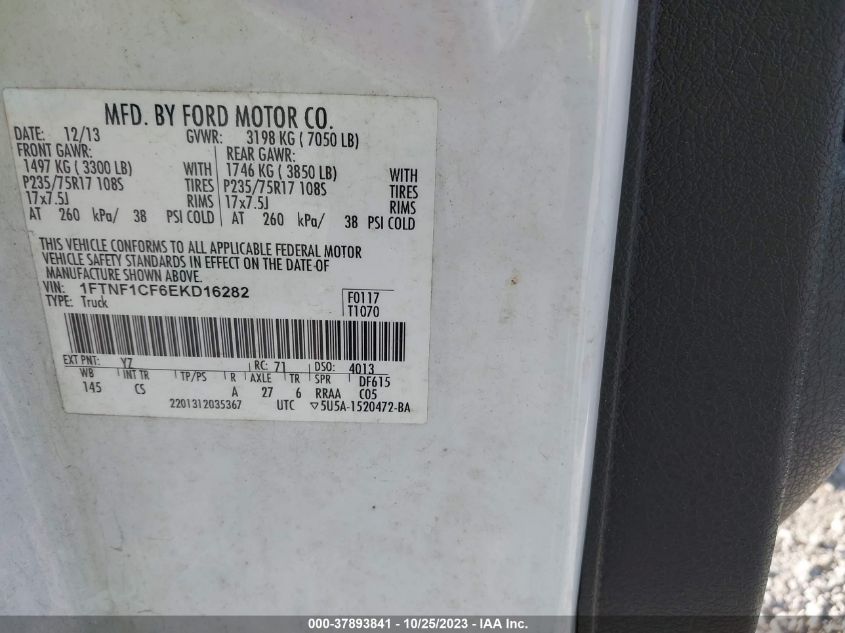 MFD. BY FORD MOTOR CO.
DATE: 12/13 GVWR: 3198 KG ( 7050 LB)
FRONT GAWR: REAR GAWR:
1497 KG ( 3300 LB) WITH 1746 KG ( 3850 LB) WITH
P235/75R17 108S TIRES P235/75R17 108S TIRES
17x7.5J RIMS 17x7.5J RIMS
AT 260 kPa/ 38 PSI COLD AT 260 kPa/ 38 PSI COLD
THIS VEHICLE CONFORMS TO ALL APPLICABLE FEDERAL MOTOR
VEHICLE SAFETY STANDARDS IN EFFECT ON THE DATE OF
MANUFACTURE SHOWN ABOVE.
VIN: 1FTNF1CF6EKD16282 F0117
TYPE: Truck T1070
EXT PNT: YZ RC: 71 DSO: 4013
WB INT TR TP/PS R AXLE TR SPR DF615
145 CS A 27 6 RRAA C05
2201312035367 UTC ▽5U5A-1520472-BA
000-37893841 - 10/25/2023 - IAA Inc.